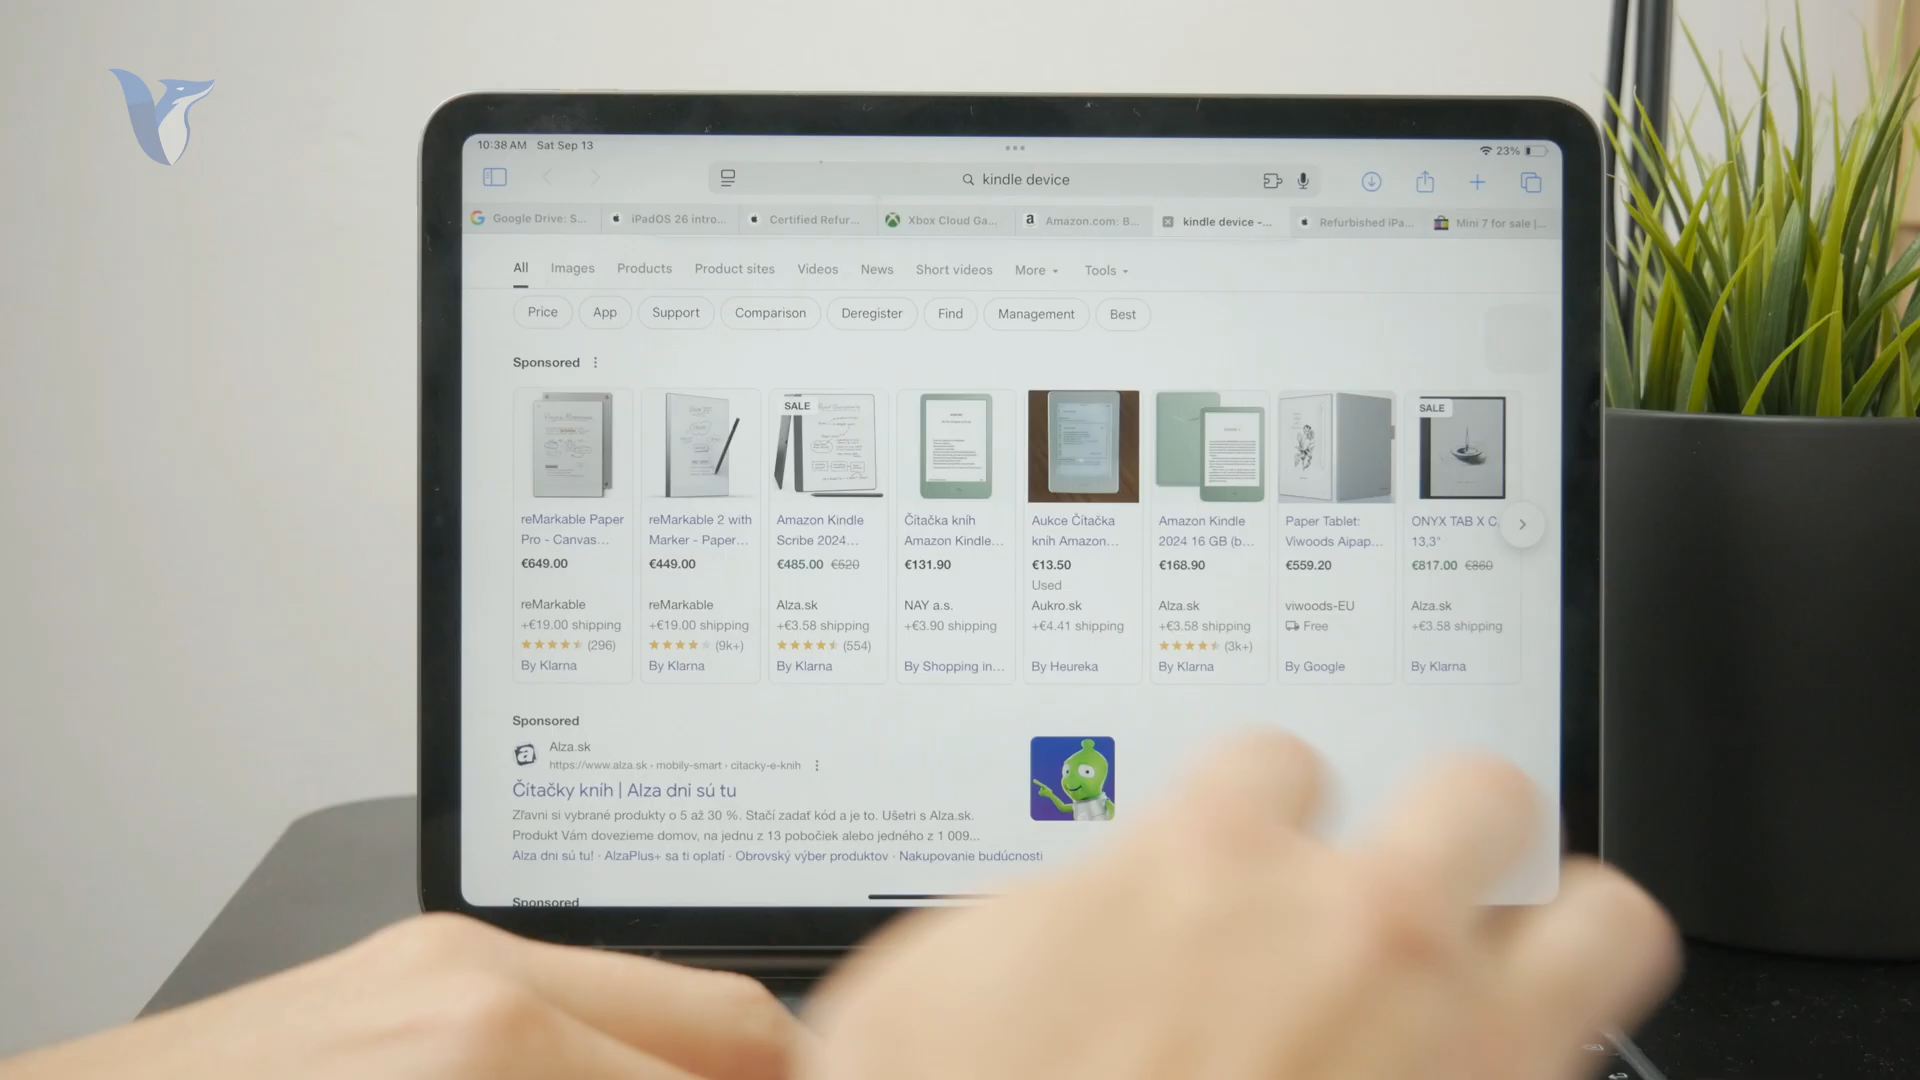 10:38 AM Sat Sep 13
23%
kindle device
Google Drive: S...
iPadOS 26 intro...
Certified Refur...
Xbox Cloud Ga...
Amazon.com: B...
kindle device -...
Refurbished iPa...
Mini 7 for sale |...
All Images Products Product sites Videos News Short videos More Tools
Price App Support Comparison Deregister Find Management Best
Sponsored
reMarkable Paper
Pro - Canvas...
€649.00
reMarkable
+€19.00 shipping
(296)
By Klarna
reMarkable 2 with
Marker - Paper...
€449.00
reMarkable
+€19.00 shipping
(9k+)
By Klarna
SALE
Amazon Kindle
Scribe 2024...
€485.00 €520
Alza.sk
+€3.58 shipping
(554)
By Klarna
Čítačka kníh
Amazon Kindle...
€131.90
NAY a.s.
+€3.90 shipping
By Shopping in...
Aukce Čítačka
kníh Amazon...
€13.50
Used
Aukro.sk
+€4.41 shipping
By Heureka
Amazon Kindle
2024 16 GB (b...
€168.90
Alza.sk
+€3.58 shipping
(3k+)
By Klarna
Paper Tablet:
Viwoods Aipap...
€559.20
viwoods-EU
Free
By Google
SALE
ONYX TAB X C,
13,3"
€817.00 €860
Alza.sk
+€3.58 shipping
By Klarna
Sponsored
Alza.sk
https://www.alza.sk › mobily-smart › citacky-e-knih
Čítačky kníh | Alza dni sú tu
Zľavni si vybrané produkty o 5 až 30 %. Stačí zadať kód a je to. Ušetri s Alza.sk.
Produkt Vám dovezieme domov, na jednu z 13 pobočiek alebo jedného z 1 009...
Alza dni sú tu! · AlzaPlus+ sa ti oplatí · Obrovský výber produktov · Nakupovanie budúcnosti
Sponsored